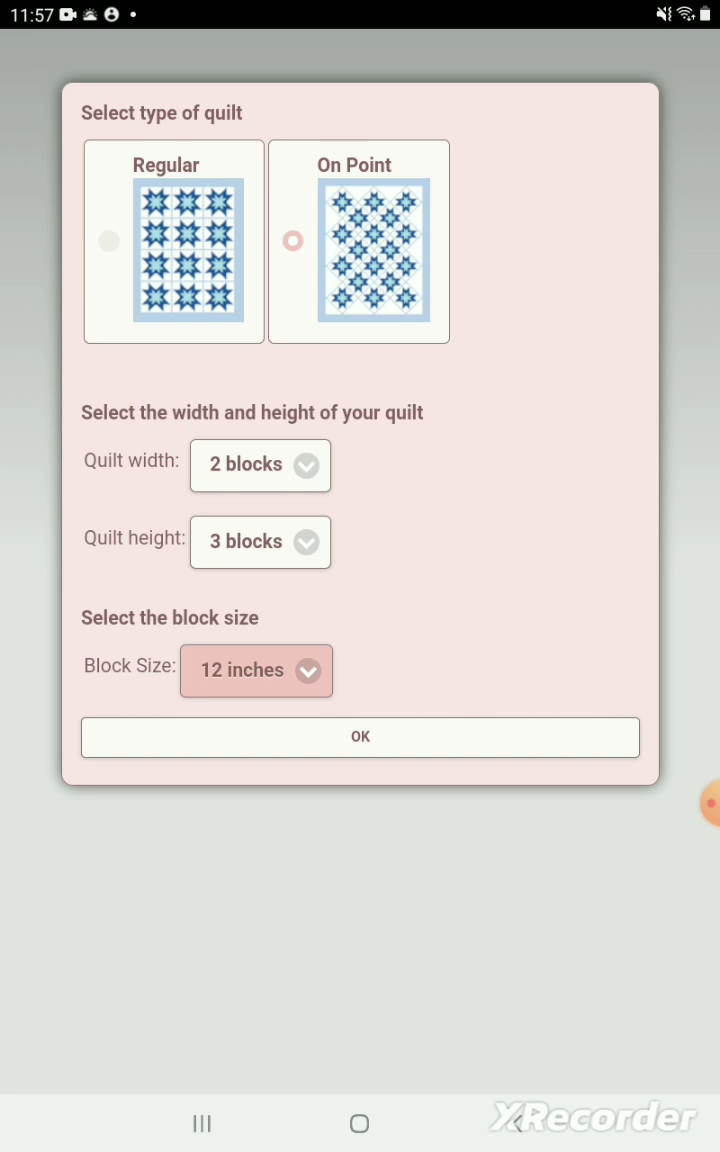 11:57
Select type of quilt
Regular
On Point
Select the width and height of your quilt
Quilt width: 2 blocks
Quilt height: 3 blocks
Select the block size
Block Size: 12 inches
OK
XRecorder